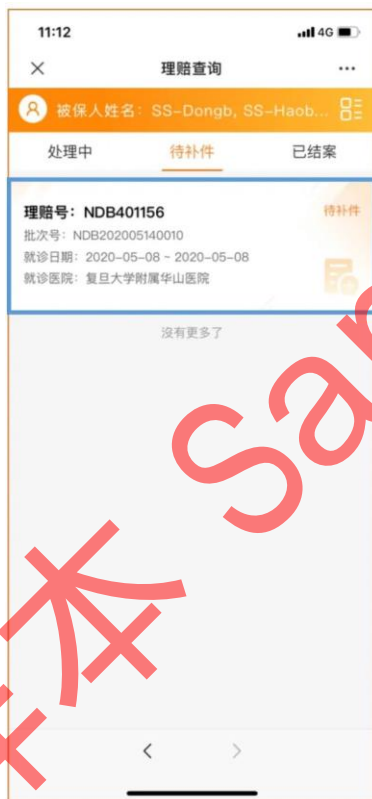 11:12
4G
理赔查询
被保人姓名：SS-Dongb, SS-Haob...
处理中 待补件 已结案
理赔号：NDB401156 待补件
批次号：NDB202005140010
就诊日期：2020-05-08 ~ 2020-05-08
就诊医院：复旦大学附属华山医院
沒有更多了
本 Sa